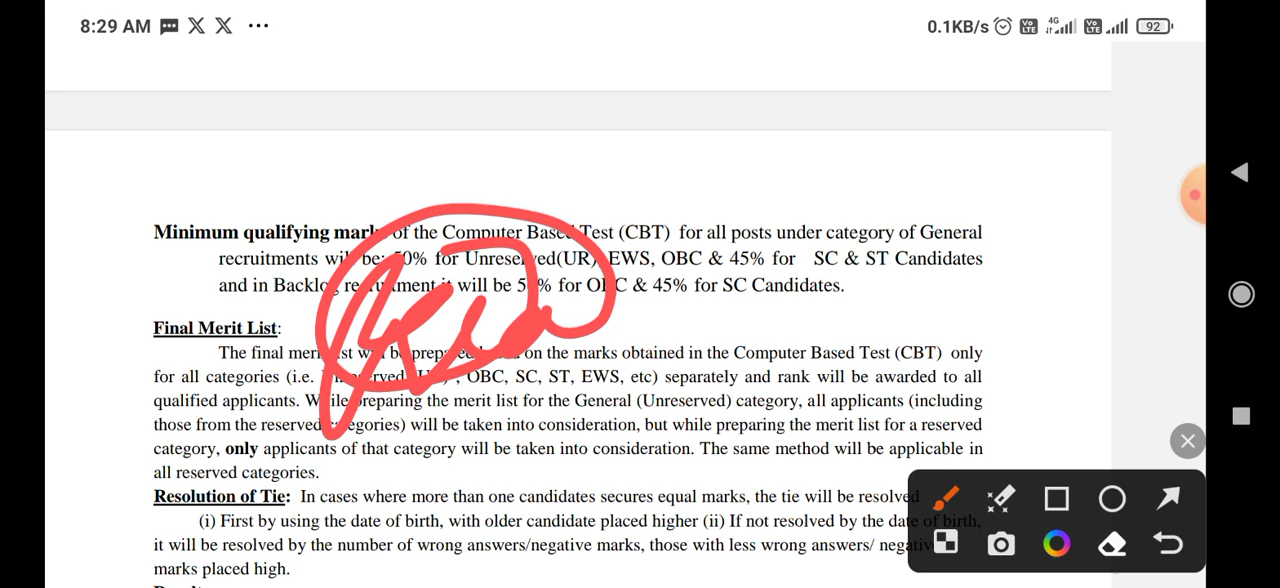 8:29 AM
0.1KB/s
Vo LTE 4G Vo LTE 92
Minimum qualifying marks of the Computer Based Test (CBT) for all posts under category of General
recruitments will be: 50% for Unreserved(UR), EWS, OBC & 45% for SC & ST Candidates
and in Backlog recruitment it will be 50% for OBC & 45% for SC Candidates.
Final Merit List:
The final merit list will be prepared based on the marks obtained in the Computer Based Test (CBT) only
for all categories (i.e. Unreserved (UR), OBC, SC, ST, EWS, etc) separately and rank will be awarded to all
qualified applicants. While preparing the merit list for the General (Unreserved) category, all applicants (including
those from the reserved categories) will be taken into consideration, but while preparing the merit list for a reserved
category, only applicants of that category will be taken into consideration. The same method will be applicable in
all reserved categories.
Resolution of Tie: In cases where more than one candidates secures equal marks, the tie will be resolved
(i) First by using the date of birth, with older candidate placed higher (ii) If not resolved by the date of birth,
it will be resolved by the number of wrong answers/negative marks, those with less wrong answers/ negative
marks placed high.